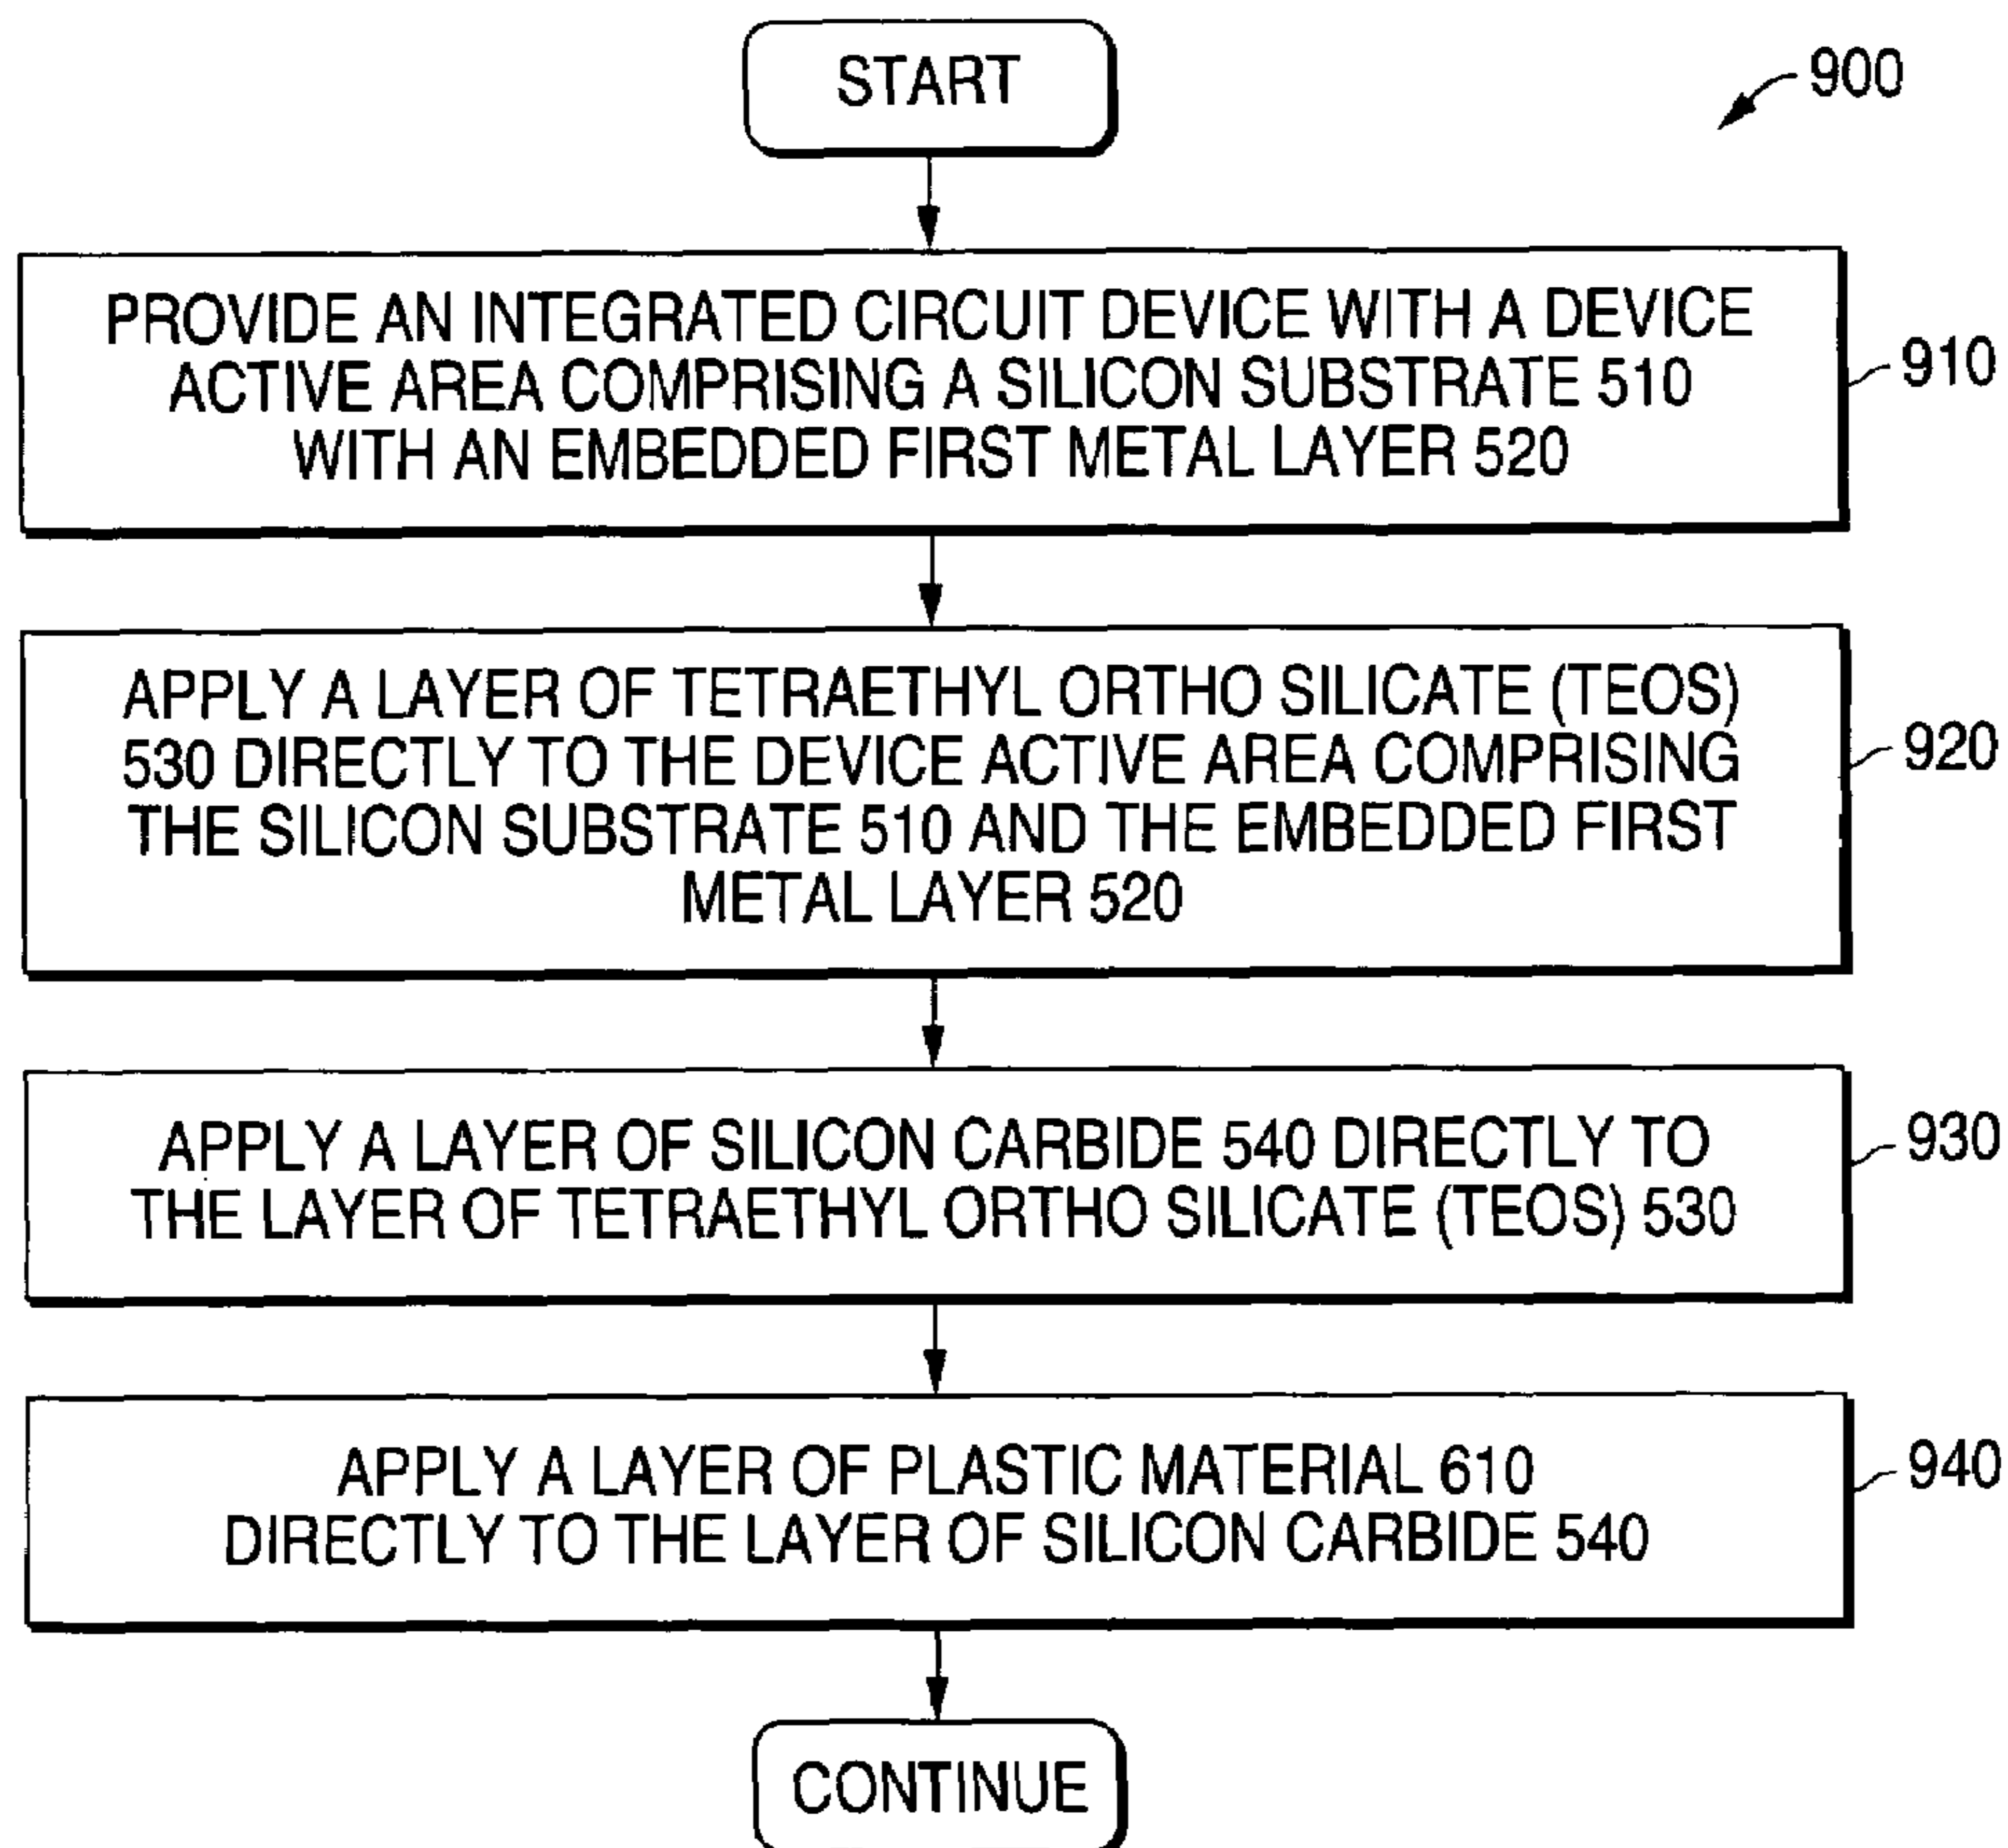 START
900
PROVIDE AN INTEGRATED CIRCUIT DEVICE WITH A DEVICE
ACTIVE AREA COMPRISING A SILICON SUBSTRATE 510
WITH AN EMBEDDED FIRST METAL LAYER 520
910
APPLY A LAYER OF TETRAETHYL ORTHO SILICATE (TEOS)
530 DIRECTLY TO THE DEVICE ACTIVE AREA COMPRISING
THE SILICON SUBSTRATE 510 AND THE EMBEDDED FIRST
METAL LAYER 520
920
APPLY A LAYER OF SILICON CARBIDE 540 DIRECTLY TO
THE LAYER OF TETRAETHYL ORTHO SILICATE (TEOS) 530
930
APPLY A LAYER OF PLASTIC MATERIAL 610
DIRECTLY TO THE LAYER OF SILICON CARBIDE 540
940
CONTINUE